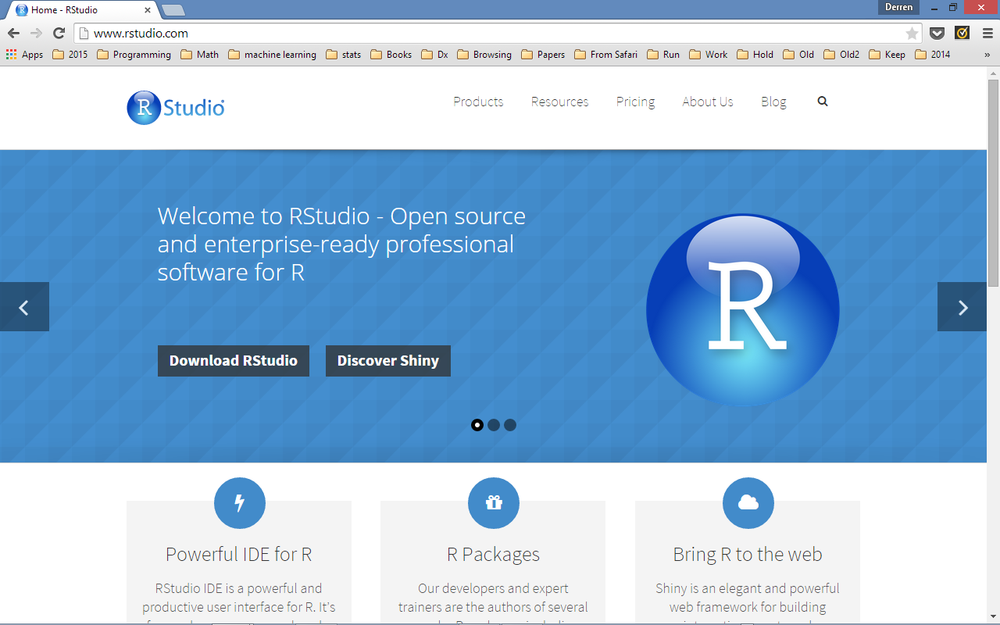 Home - RStudio
Derren
www.rstudio.com
Apps 2015 Programming Math machine learning stats Books Dx Browsing Papers From Safari Run Work Hold Old Old2 Keep 2014 »
R Studio®
Products Resources Pricing About Us Blog
Welcome to RStudio - Open source
and enterprise-ready professional
software for R
R
Download RStudio Discover Shiny
Powerful IDE for R
RStudio IDE is a powerful and
productive user interface for R. It's
R Packages
Our developers and expert
trainers are the authors of several
Bring R to the web
Shiny is an elegant and powerful
web framework for building